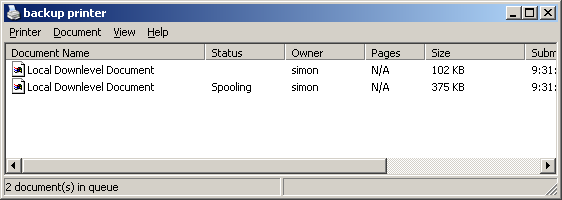 backup printer
Printer Document View Help
Document Name Status Owner Pages Size Subm
Local Downlevel Document simon N/A 102 KB 9:31:
Local Downlevel Document Spooling simon N/A 375 KB 9:31:
2 document(s) in queue